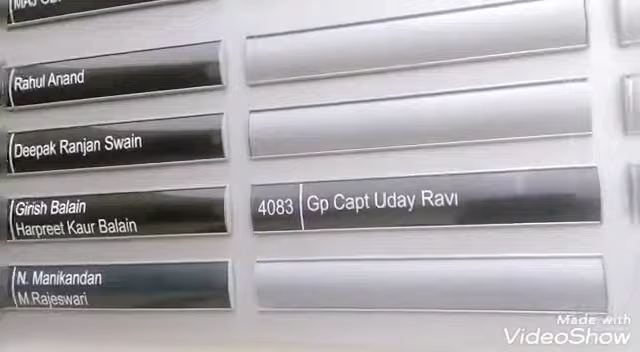 Rahul Anand
Deepak Ranjan Swain
Girish Balain
Harpreet Kaur Balain
N. Manikandan
M.Rajeswari
4083 Gp Capt Uday Ravi
Made with
VideoShow